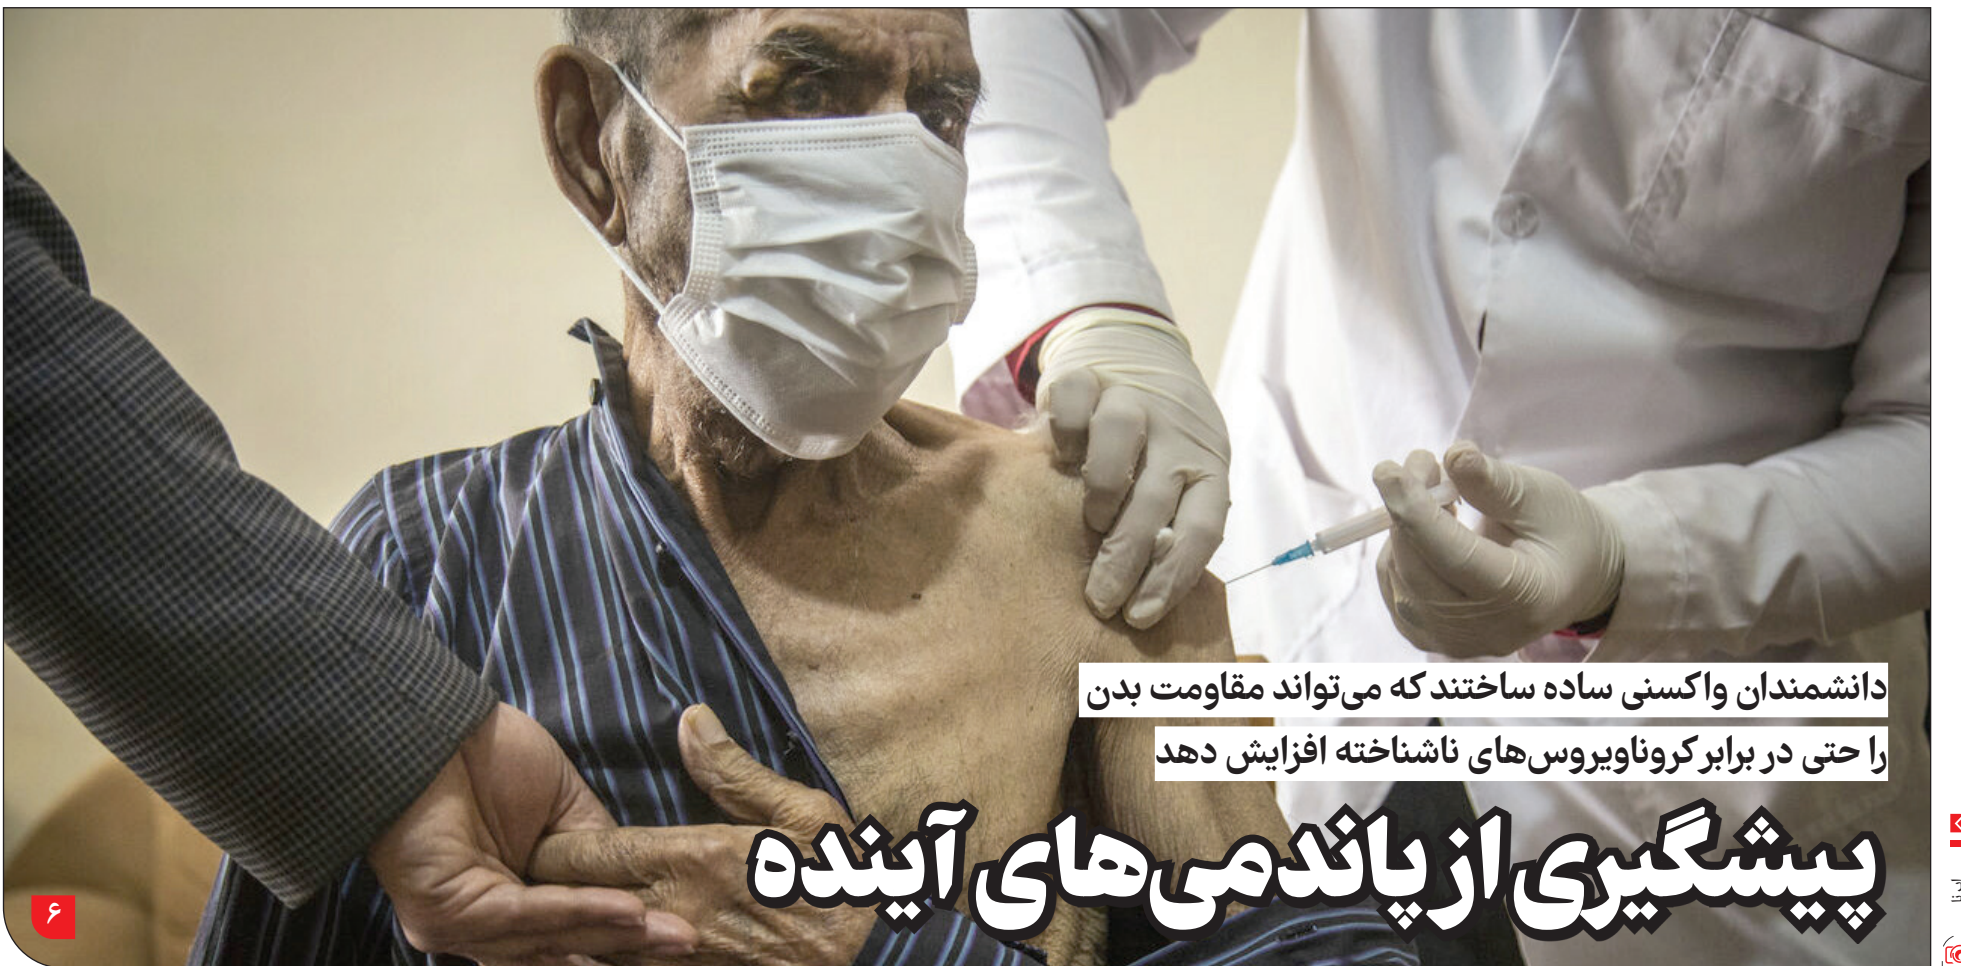 دانشمندان واکسنی ساده ساختند که می‌تواند مقاومت بدن
را حتی در برابر کروناویروس‌های ناشناخته افزایش دهد
پیشگیری از پاندمی‌های آینده
۶
ایرنا